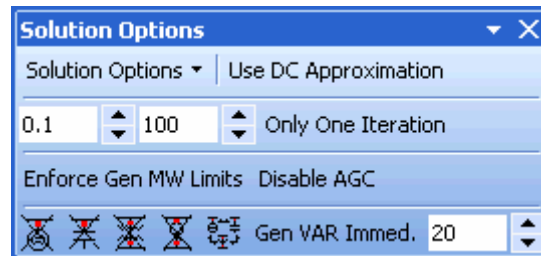 Solution Options
Solution Options Use DC Approximation
0.1 100 Only One Iteration
Enforce Gen MW Limits Disable AGC
Gen VAR Immed. 20